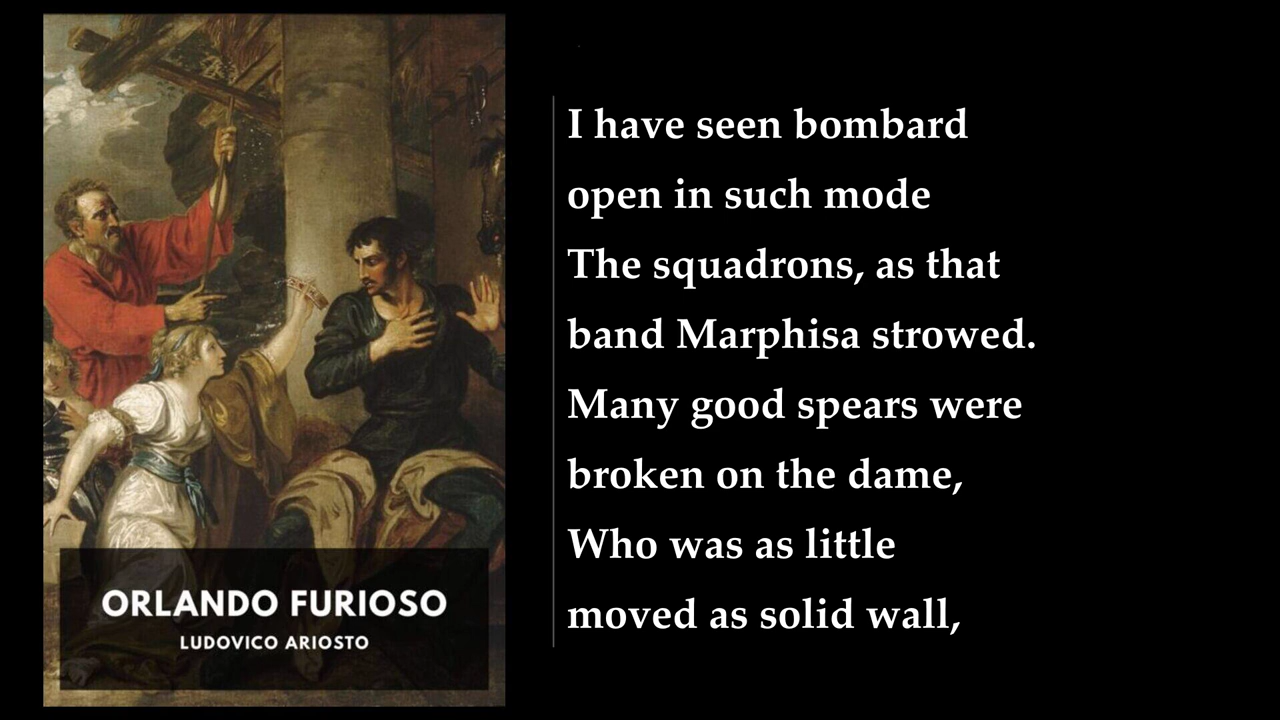 ORLANDO FURIOSO
LUDOVICO ARIOSTO
I have seen bombard
open in such mode
The squadrons, as that
band Marphisa strowed.
Many good spears were
broken on the dame,
Who was as little
moved as solid wall,